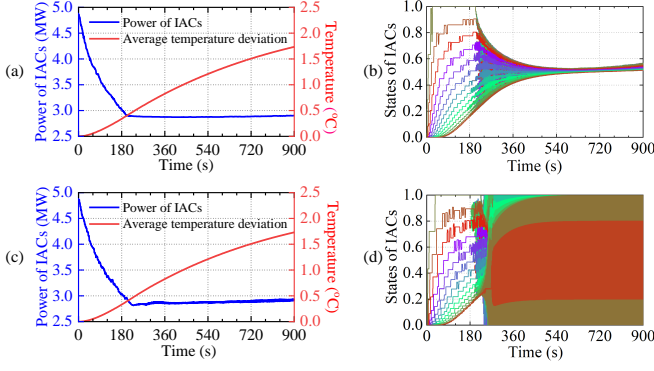 (a)
Power of IACs (MW)
5.0
4.5
4.0
3.5
3.0
2.5
Power of IACs
Average temperature deviation
2.5
2.0
1.5
1.0
0.5
0.0
Temperature (°C)
0 180 360 540 720 900
Time (s)
(b)
States of IACs
1.0
0.8
0.6
0.4
0.2
0.0
0 180 360 540 720 900
Time (s)
(c)
Power of IACs (MW)
5.0
4.5
4.0
3.5
3.0
2.5
Power of IACs
Average temperature deviation
2.5
2.0
1.5
1.0
0.5
0.0
Temperature (°C)
0 180 360 540 720 900
Time (s)
(d)
States of IACs
1.0
0.8
0.6
0.4
0.2
0.0
0 180 360 540 720 900
Time (s)